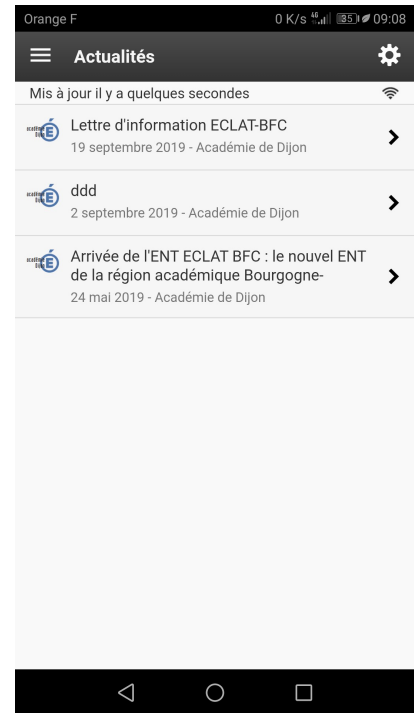 Orange F 0 K/s 4G 35 09:08
Actualités
Mis à jour il y a quelques secondes
Lettre d'information ECLAT-BFC
19 septembre 2019 - Académie de Dijon
ddd
2 septembre 2019 - Académie de Dijon
Arrivée de l'ENT ECLAT BFC : le nouvel ENT
de la région académique Bourgogne-
24 mai 2019 - Académie de Dijon